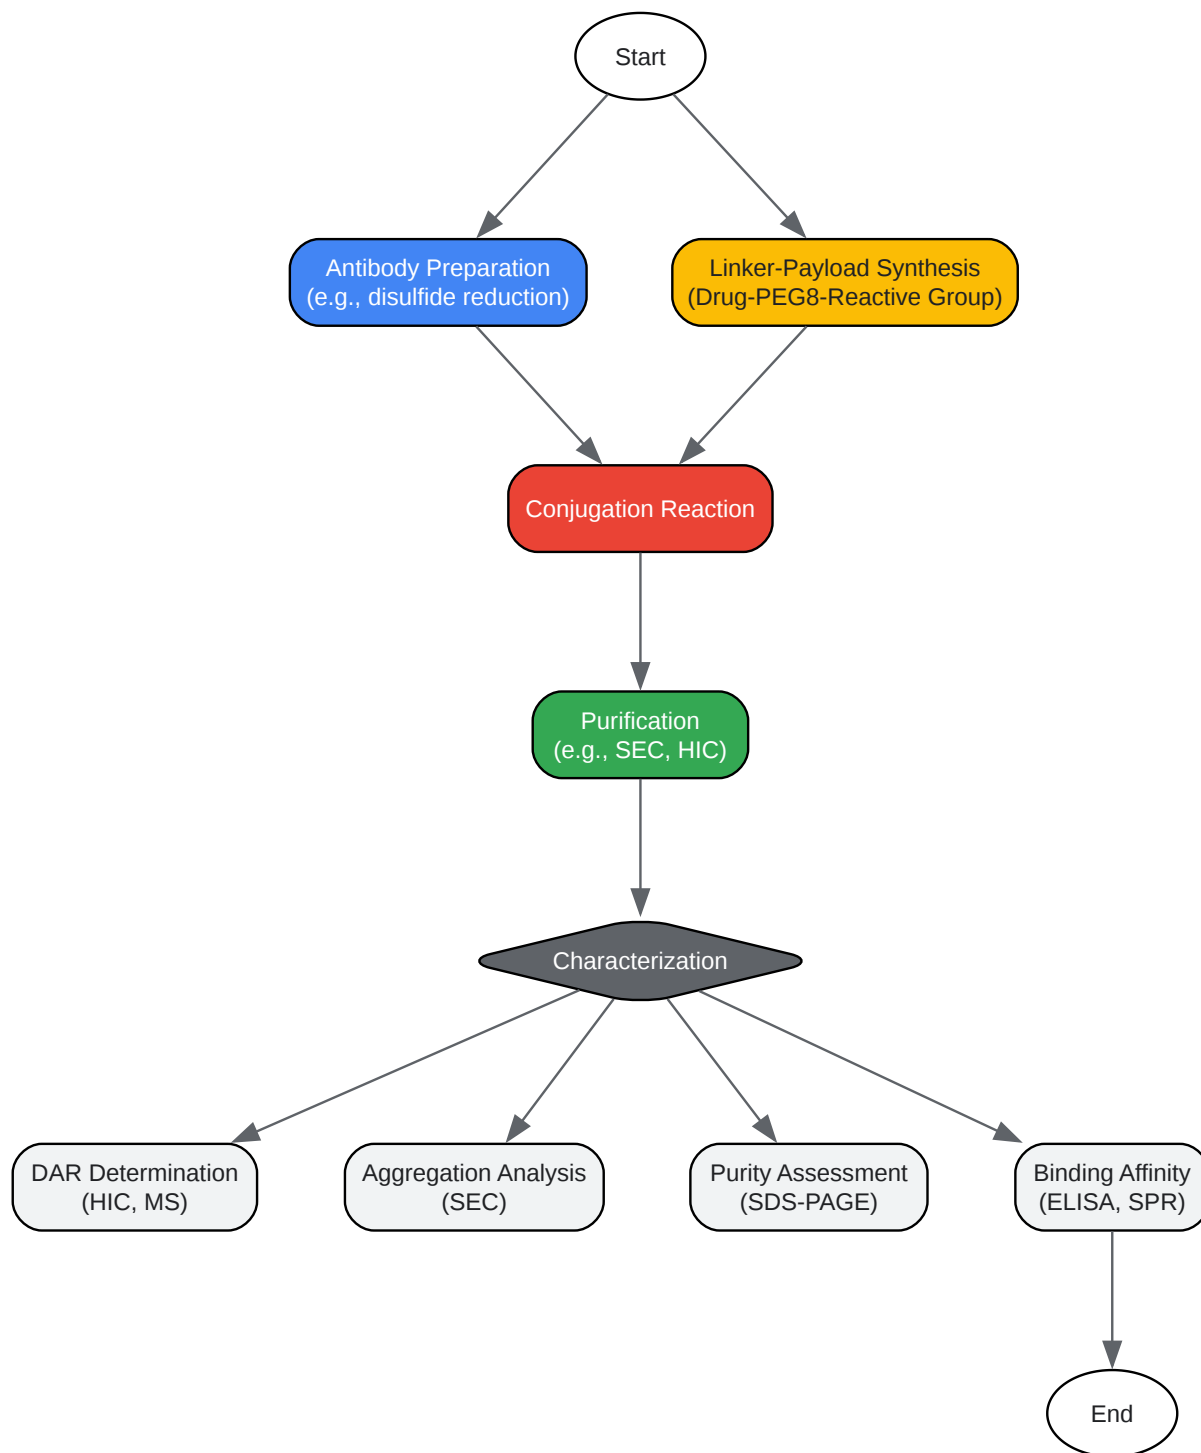 Start
Antibody Preparation
(e.g., disulfide reduction)
Linker-Payload Synthesis
(Drug-PEG8-Reactive Group)
Conjugation Reaction
Purification
(e.g., SEC, HIC)
Characterization
DAR Determination
(HIC, MS)
Aggregation Analysis
(SEC)
Purity Assessment
(SDS-PAGE)
Binding Affinity
(ELISA, SPR)
End